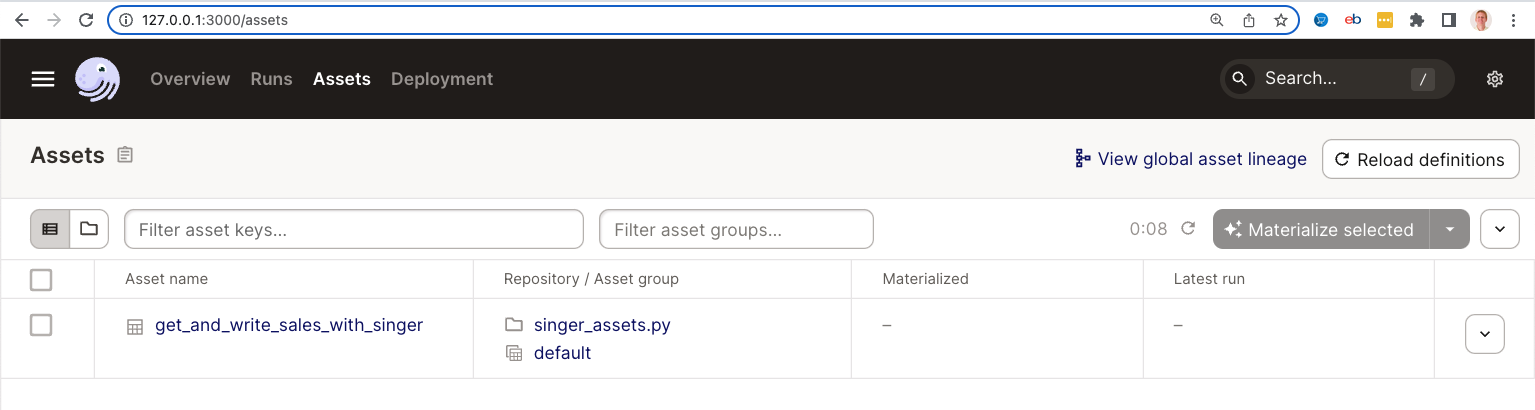 127.0.0.1:3000/assets
eb
Overview Runs Assets Deployment Search... /
Assets View global asset lineage Reload definitions
Filter asset keys... Filter asset groups... 0:08 Materialize selected
Asset name Repository / Asset group Materialized Latest run
get_and_write_sales_with_singer singer_assets.py – –
default